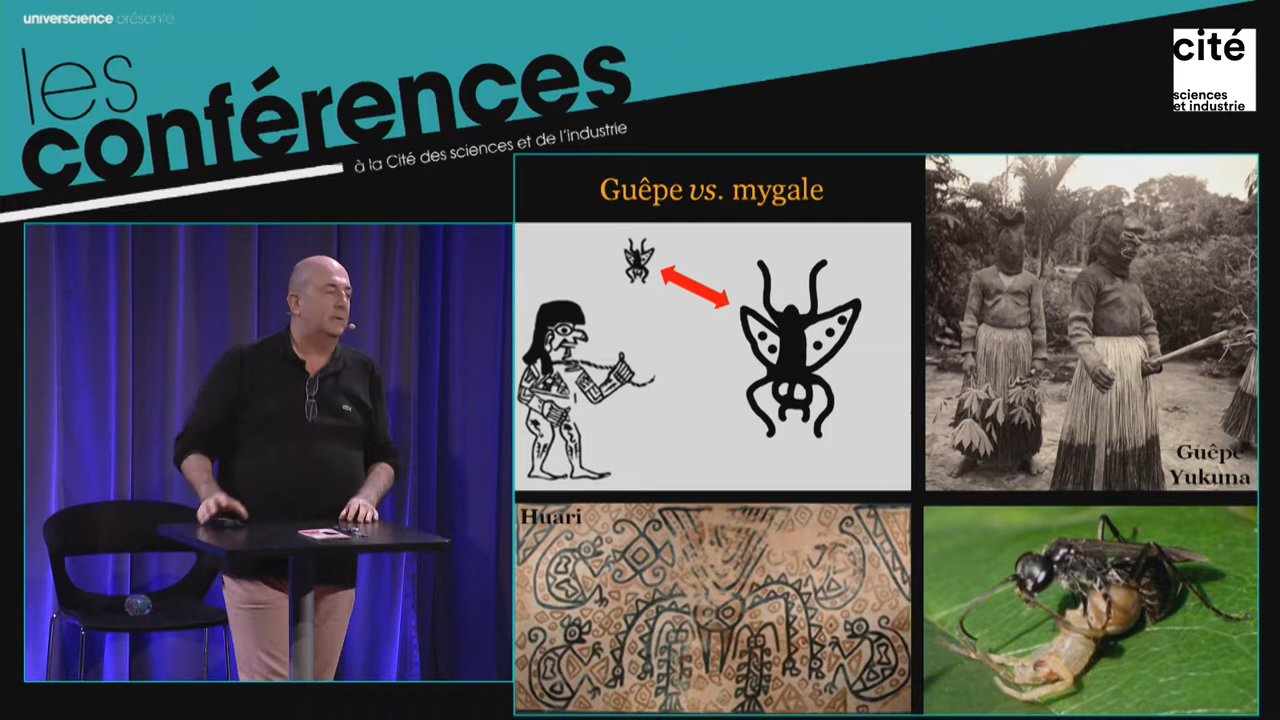 universcience présente
les
conférences
à la Cité des sciences et de l'industrie
cité
sciences
et industrie
Guêpe vs. mygale
Guêpe
Yukuna
Huari